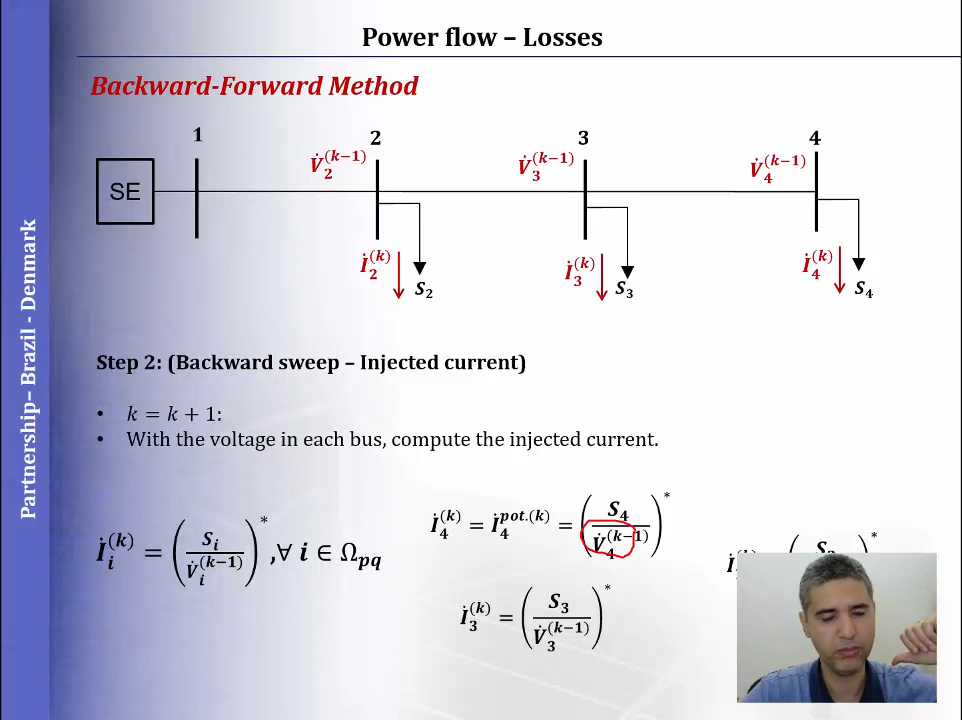 Power flow – Losses
Backward-Forward Method
1 2 3 4
SE
V̇₂^(k−1) V̇₃^(k−1) V̇₄^(k−1)
İ₂^(k) İ₃^(k) İ₄^(k)
S₂ S₃ S₄
Partnership– Brazil - Denmark
Step 2: (Backward sweep – Injected current)
• k = k + 1:
• With the voltage in each bus, compute the injected current.
İᵢ^(k) = (Sᵢ / V̇ᵢ^(k−1))^*, ∀ i ∈ Ω_pq
İ₄^(k) = İ₄^pot.(k) = (S₄ / V̇₄^(k−1))^*
İ₃^(k) = (S₃ / V̇₃^(k−1))^*